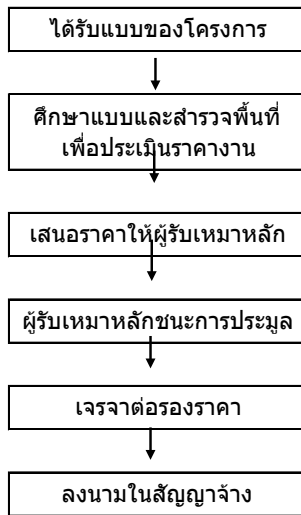 ได้รับแบบของโครงการ
ศึกษาแบบและสำรวจพื้นที่
เพื่อประเมินราคางาน
เสนอราคาให้ผู้รับเหมาหลัก
ผู้รับเหมาหลักชนะการประมูล
เจรจาต่อรองราคา
ลงนามในสัญญาจ้าง